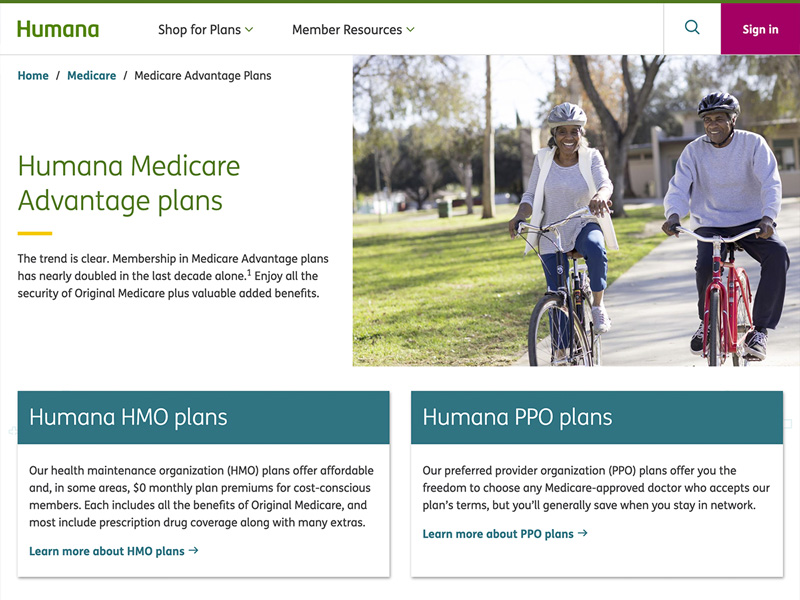 Humana
Shop for Plans
Member Resources
Sign in
Home / Medicare / Medicare Advantage Plans
Humana Medicare
Advantage plans
The trend is clear. Membership in Medicare Advantage plans
has nearly doubled in the last decade alone.¹ Enjoy all the
security of Original Medicare plus valuable added benefits.
Humana HMO plans
Our health maintenance organization (HMO) plans offer affordable
and, in some areas, $0 monthly plan premiums for cost-conscious
members. Each includes all the benefits of Original Medicare, and
most include prescription drug coverage along with many extras.
Learn more about HMO plans →
Humana PPO plans
Our preferred provider organization (PPO) plans offer you the
freedom to choose any Medicare-approved doctor who accepts our
plan’s terms, but you’ll generally save when you stay in network.
Learn more about PPO plans →